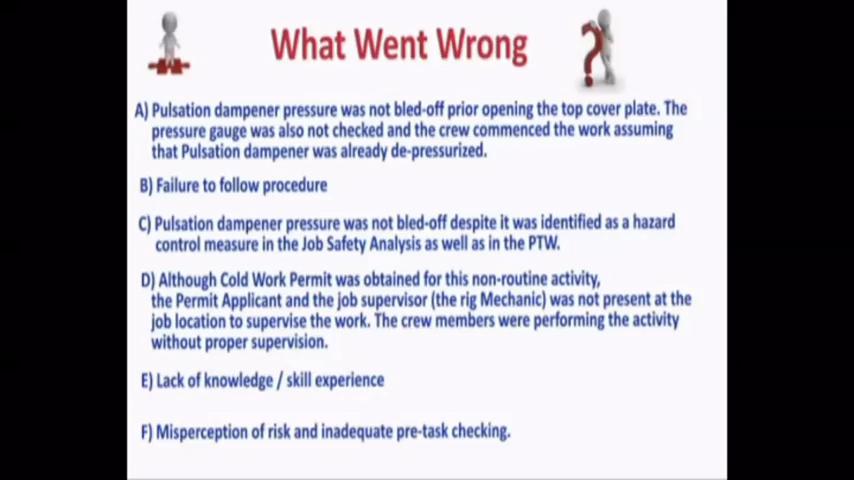 What Went Wrong
A) Pulsation dampener pressure was not bled-off prior opening the top cover plate. The
pressure gauge was also not checked and the crew commenced the work assuming
that Pulsation dampener was already de-pressurized.
B) Failure to follow procedure
C) Pulsation dampener pressure was not bled-off despite it was identified as a hazard
control measure in the Job Safety Analysis as well as in the PTW.
D) Although Cold Work Permit was obtained for this non-routine activity,
the Permit Applicant and the job supervisor (the rig Mechanic) was not present at the
job location to supervise the work. The crew members were performing the activity
without proper supervision.
E) Lack of knowledge / skill experience
F) Misperception of risk and inadequate pre-task checking.